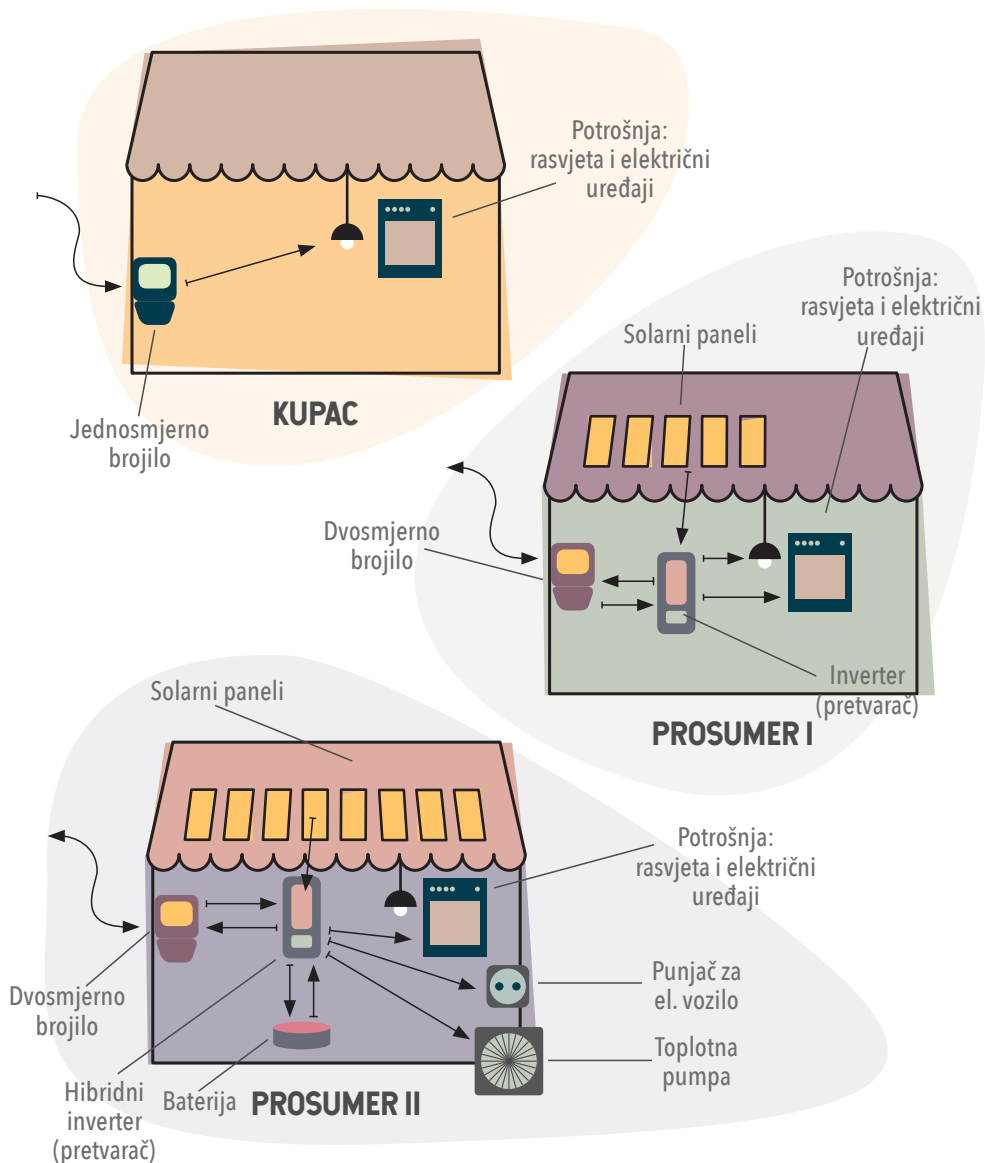 Potrošnja:
rasvjeta i električni
uređaji
KUPAC
Jednosmjerno
brojilo
Potrošnja:
rasvjeta i električni
uređaji
Solarni paneli
Dvosmjerno
brojilo
Inverter
(pretvarač)
PROSUMER I
Solarni paneli
Potrošnja:
rasvjeta i električni
uređaji
Dvosmjerno
brojilo
Punjač za
el. vozilo
Toplotna
pumpa
Hibridni
inverter
(pretvarač)
Baterija
PROSUMER II